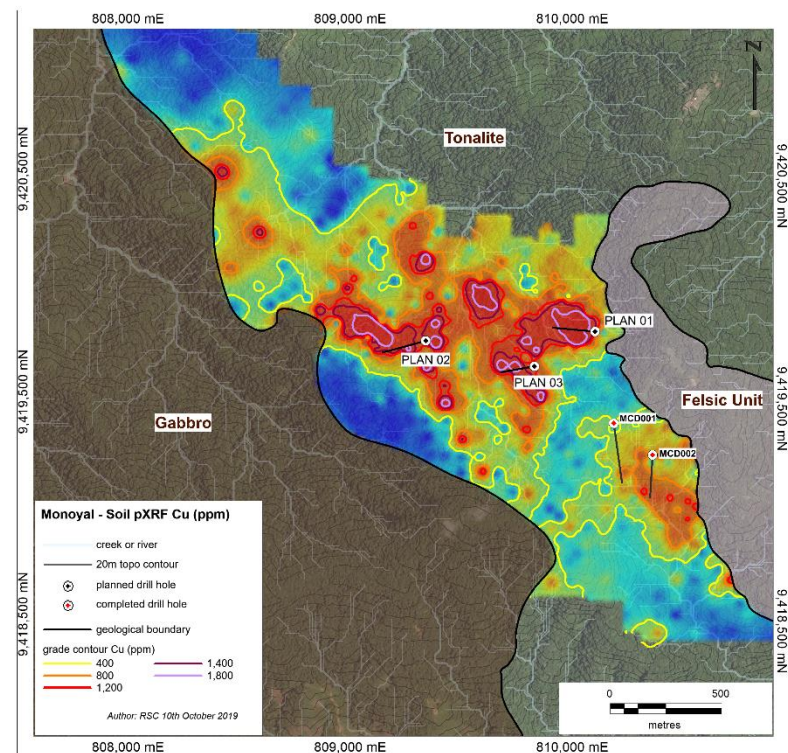 808,000 mE
809,000 mE
810,000 mE
N
9,420,500 mN
9,420,500 mN
Tonalite
PLAN 01
PLAN 02
PLAN 03
9,419,500 mN
9,419,500 mN
Felsic Unit
MCD001
Gabbro
MCD002
Monoyal - Soil pXRF Cu (ppm)
creek or river
20m topo contour
planned drill hole
completed drill hole
geological boundary
grade contour Cu (ppm)
400
1,400
800
1,800
1,200
Author: RSC 10th October 2019
9,418,500 mN
9,418,500 mN
0
500
metres
808,000 mE
809,000 mE
810,000 mE